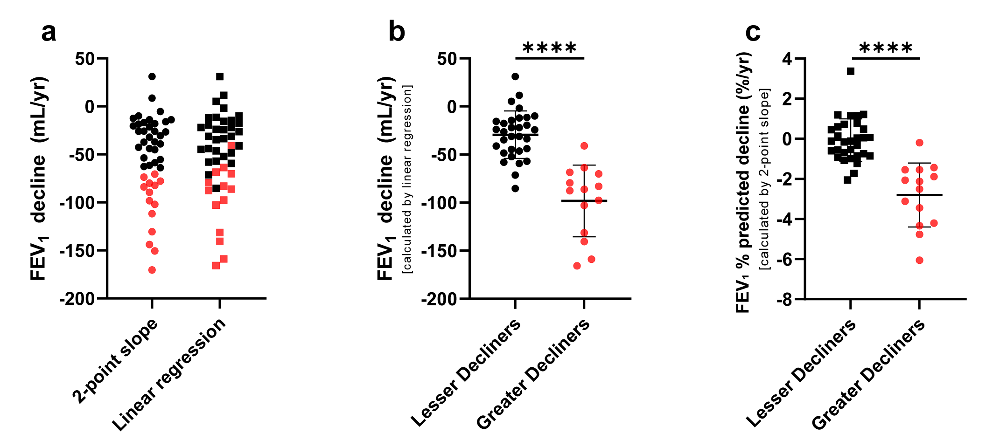 a
FEV₁ decline (mL/yr)
50
0
-50
-100
-150
-200
2-point slope
Linear regression
b
FEV₁ decline (mL/yr)
[calculated by linear regression]
****
50
0
-50
-100
-150
-200
Lesser Decliners
Greater Decliners
c
FEV₁ % predicted decline (%/yr)
[calculated by 2-point slope]
****
4
2
0
-2
-4
-6
-8
Lesser Decliners
Greater Decliners